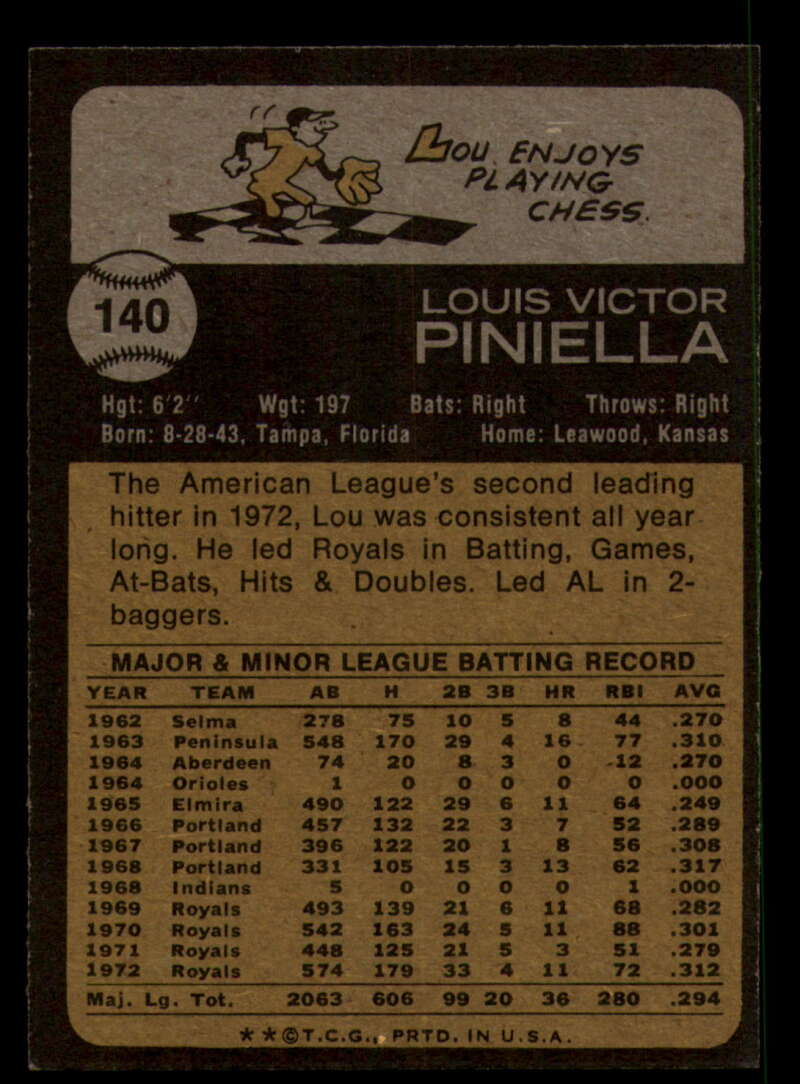 LOU ENJOYS
PLAYING
CHESS.
140
LOUIS VICTOR
PINIELLA
Hgt: 6'2" Wgt: 197 Bats: Right Throws: Right
Born: 8-28-43, Tampa, Florida Home: Leawood, Kansas
The American League's second leading
hitter in 1972, Lou was consistent all year
long. He led Royals in Batting, Games,
At-Bats, Hits & Doubles. Led AL in 2-
baggers.
MAJOR & MINOR LEAGUE BATTING RECORD
YEAR TEAM AB H 2B 3B HR RBI AVG
1962 Selma 278 75 10 5 8 44 .270
1963 Peninsula 548 170 29 4 16 77 .310
1964 Aberdeen 74 20 8 3 0 12 .270
1964 Orioles 1 0 0 0 0 0 .000
1965 Elmira 490 122 29 6 11 64 .249
1966 Portland 457 132 22 3 7 52 .289
1967 Portland 396 122 20 1 8 56 .308
1968 Portland 331 105 15 3 13 62 .317
1968 Indians 5 0 0 0 0 1 .000
1969 Royals 493 139 21 6 11 68 .282
1970 Royals 542 163 24 5 11 88 .301
1971 Royals 448 125 21 5 3 51 .279
1972 Royals 574 179 33 4 11 72 .312
Maj. Lg. Tot. 2063 606 99 20 36 280 .294
**©T.C.G., PRTD. IN U.S.A.